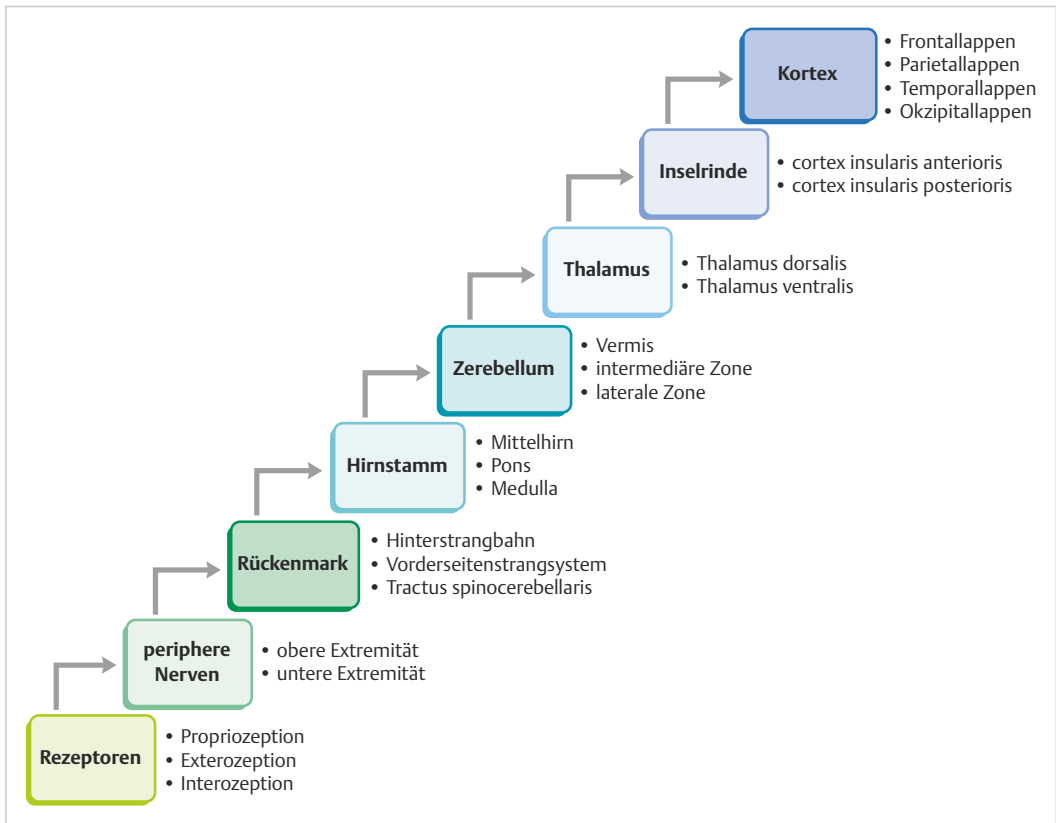 Kortex
• Frontallappen
• Parietallappen
• Temporallappen
• Okzipitallappen
Inselrinde
• cortex insularis anterioris
• cortex insularis posterioris
Thalamus
• Thalamus dorsalis
• Thalamus ventralis
Zerebellum
• Vermis
• intermediäre Zone
• laterale Zone
Hirnstamm
• Mittelhirn
• Pons
• Medulla
Rückenmark
• Hinterstrangbahn
• Vorderseitenstrangsystem
• Tractus spinocerebellaris
periphere
Nerven
• obere Extremität
• untere Extremität
Rezeptoren
• Propriozeption
• Exterozeption
• Interozeption